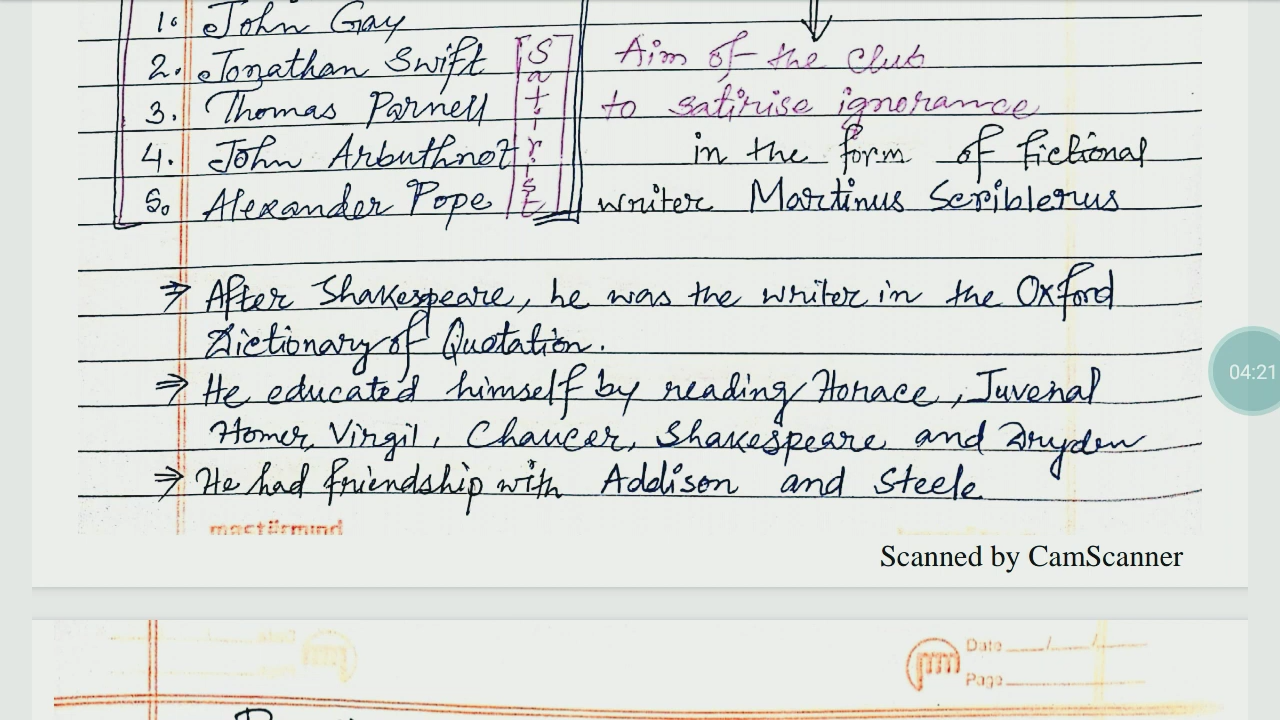 1. John Gay
2. Jonathan Swift
3. Thomas Parnell
4. John Arbuthnot
5. Alexander Pope
Satirist
Aim of the Club
to satirise ignorance
in the form of fictional
writer Martinus Scriblerus
⇒ After Shakespeare, he was the writer in the Oxford
Dictionary of Quotation.
⇒ He educated himself by reading Horace, Juvenal
Homer, Virgil, Chaucer, Shakespeare and Dryden
⇒ He had friendship with Addison and Steele
mastermind
Scanned by CamScanner
04:21
Date
Page